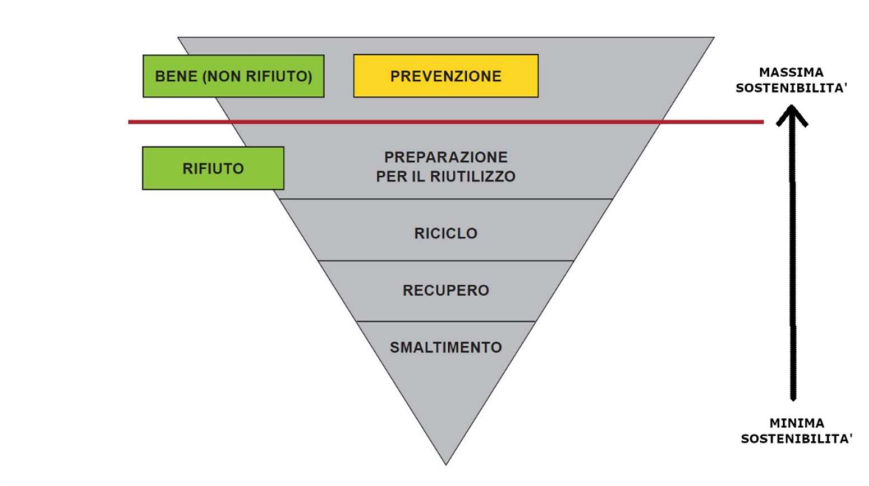 BENE (NON RIFIUTO)
PREVENZIONE
MASSIMA
SOSTENIBILITA'
RIFIUTO
PREPARAZIONE
PER IL RIUTILIZZO
RICICLO
RECUPERO
SMALTIMENTO
MINIMA
SOSTENIBILITA'